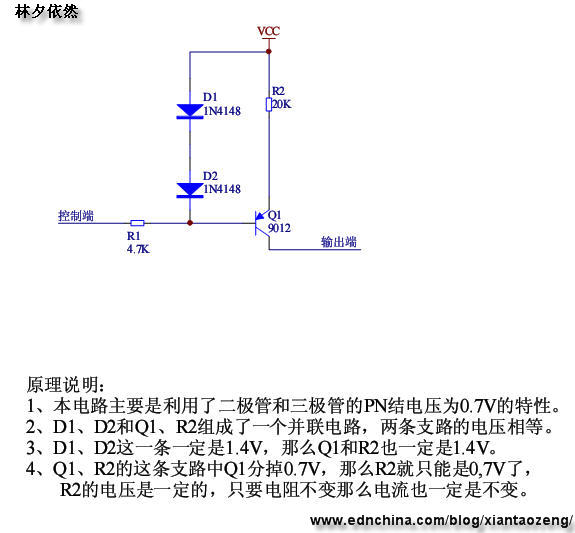 林夕依然
VCC
D1
1N4148
R2
20K
D2
1N4148
控制端
R1
4.7K
Q1
9012
输出端
原理说明：
1、本电路主要是利用了二极管和三极管的PN结电压为0.7V的特性。
2、D1、D2和Q1、R2组成了一个并联电路，两条支路的电压相等。
3、D1、D2这一条一定是1.4V，那么Q1和R2也一定是1.4V。
4、Q1、R2的这条支路中Q1分掉0.7V，那么R2就只能是0,7V了，
R2的电压是一定的，只要电阻不变那么电流也一定是不变。
www.ednchina.com/blog/xiantaozeng/